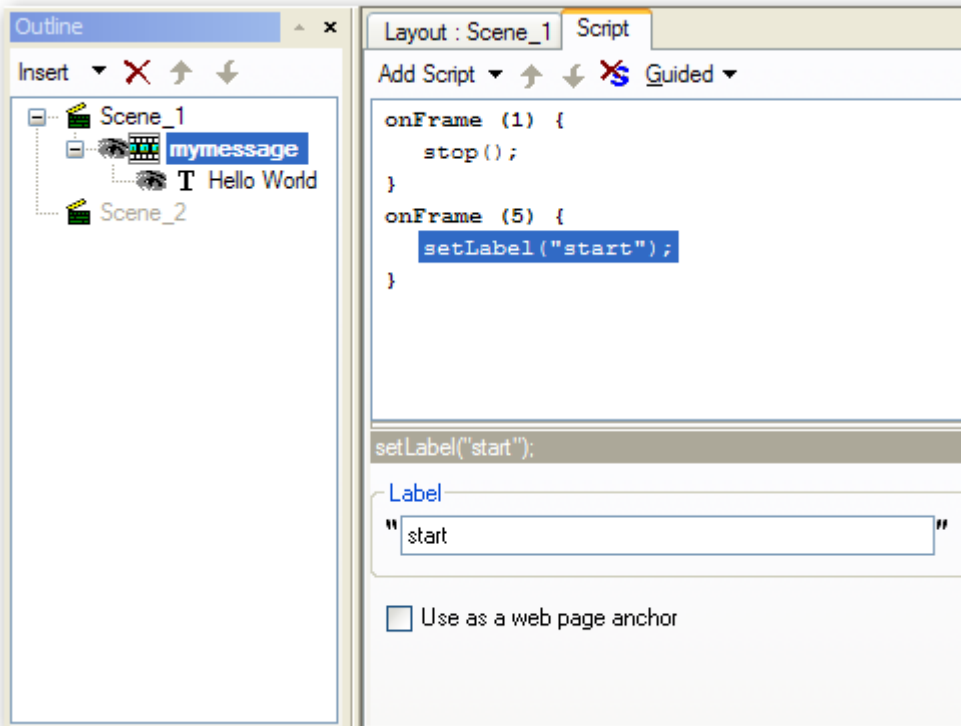 Outline
Insert
Scene_1
mymessage
T Hello World
Scene_2
Layout : Scene_1 Script
Add Script Guided
onFrame (1) {
stop();
}
onFrame (5) {
setLabel("start");
}
setLabel("start");
Label
"start"
Use as a web page anchor